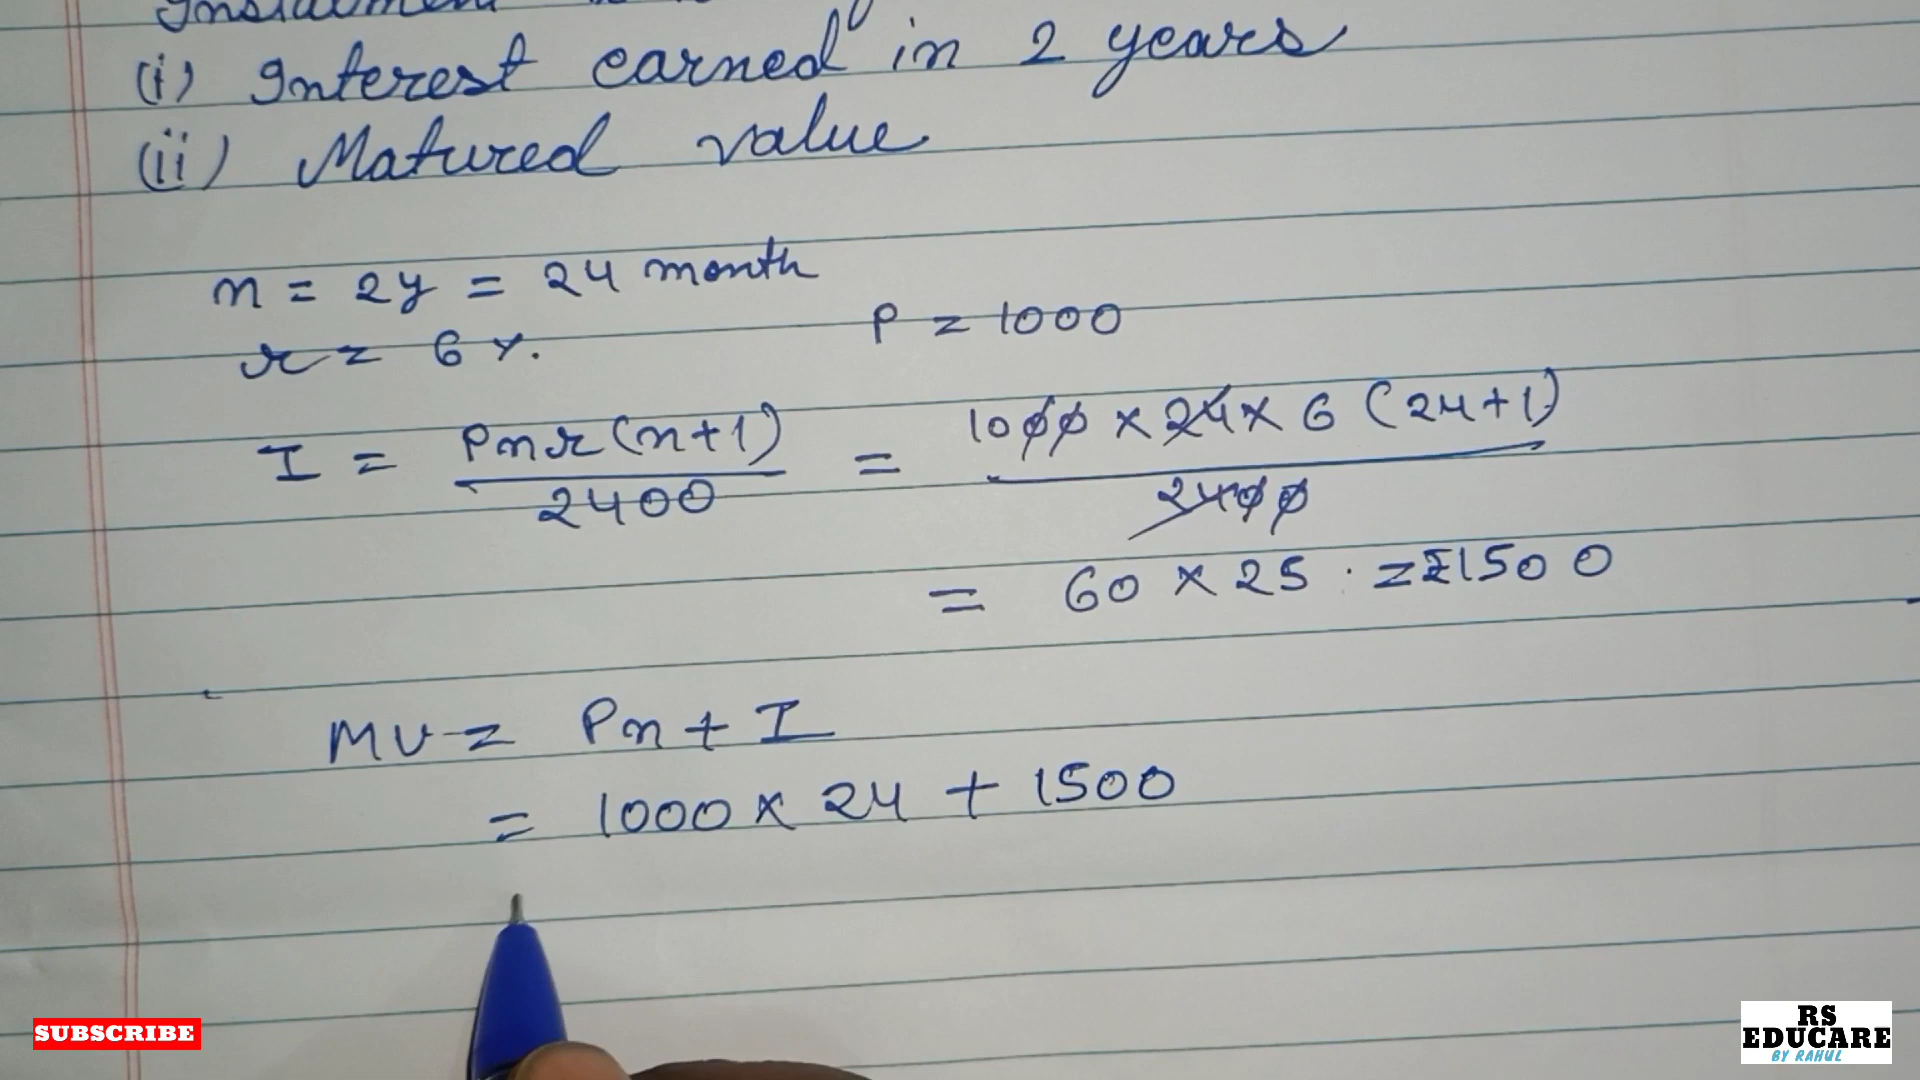 (i) Interest earned in 2 years
(ii) Matured value
n = 2y = 24 month
r = 6 %.
P = 1000
I = Pnr(n+1)/2400 = 1000 × 24 × 6 (24+1)/2400
= 60 × 25 = ₹1500
MV = Pn + I
= 1000 × 24 + 1500
SUBSCRIBE
RS
EDUCARE
BY RAHUL